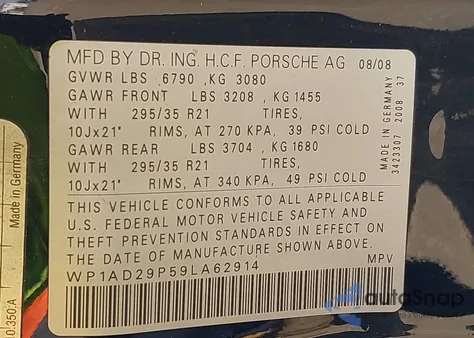 MFD BY DR. ING. H.C.F. PORSCHE AG 08/08
GVWR LBS 6790 ,KG 3080
GAWR FRONT LBS 3208 ,KG 1455
WITH 295/35 R21 TIRES,
10Jx21" RIMS, AT 270 KPA, 39 PSI COLD
GAWR REAR LBS 3704 ,KG 1680
WITH 295/35 R21 TIRES,
10Jx21" RIMS, AT 340 KPA, 49 PSI COLD
THIS VEHICLE CONFORMS TO ALL APPLICABLE
U.S. FEDERAL MOTOR VEHICLE SAFETY AND
THEFT PREVENTION STANDARDS IN EFFECT ON
THE DATE OF MANUFACTURE SHOWN ABOVE
WP1AD29P59LA62914 MPV
MADE IN GERMANY
3423307 2008 37
Made in Germany
0.350.A
autoSnap